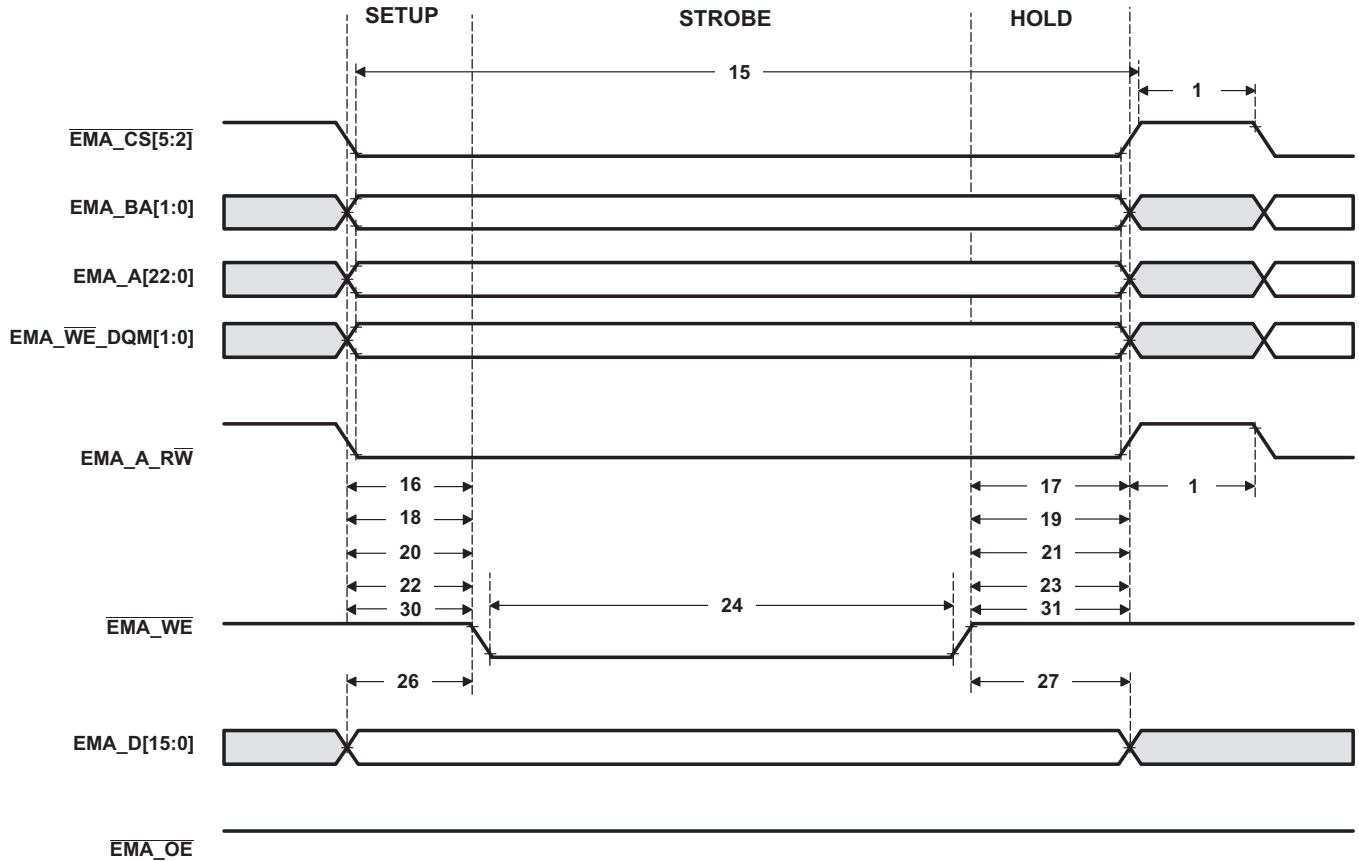 SETUP STROBE HOLD
15
1
EMA_CS[5:2]
EMA_BA[1:0]
EMA_A[22:0]
EMA_WE_DQM[1:0]
EMA_A_RW
16 17 1
18 19
20 21
22 23
24
30 31
EMA_WE
26 27
EMA_D[15:0]
EMA_OE